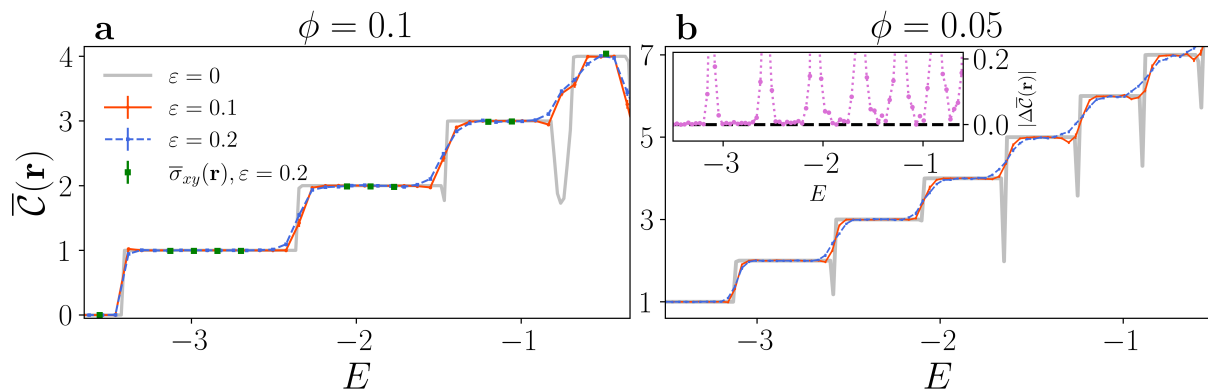 a
ϕ = 0.1
C̅(r)
4
3
2
1
0
ε = 0
ε = 0.1
ε = 0.2
σ̅xy(r), ε = 0.2
−3
−2
−1
E
b
ϕ = 0.05
7
5
3
1
0.2
0.0
|ΔC̅(r)|
−3
−2
−1
E
−3
−2
−1
E